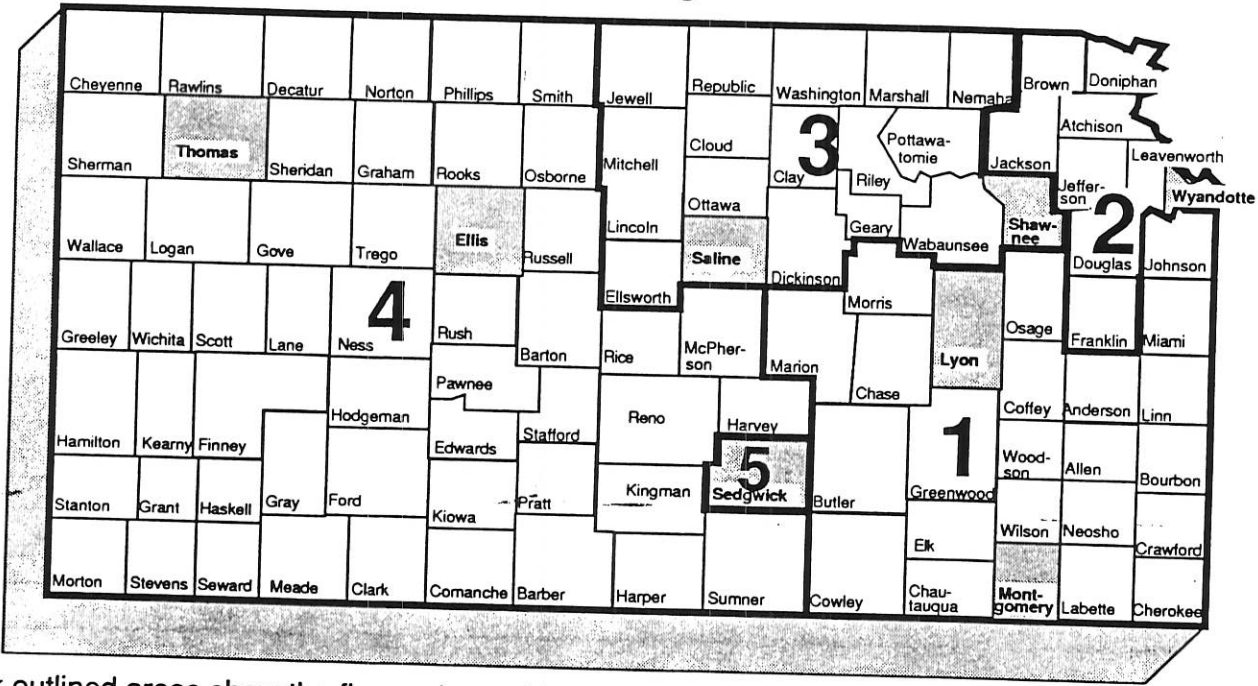 Cheyenne Rawlins Decatur Norton Phillips Smith Jewell Republic Washington Marshall Nemaha Brown Doniphan
Atchison
Leavenworth
Sherman Thomas Sheridan Graham Rooks Osborne Mitchell Cloud Clay 3 Riley Pottawa-
tomie Jackson Jeffer-
son 2 Wyandotte
Wallace Logan Gove Trego Ellis Russell Lincoln Ottawa Saline Dickinson Geary Wabaunsee Shaw-
nee Douglas Johnson
Ellsworth
Greeley Wichita Scott Lane Ness 4 Rush Barton Rice McPher-
son Marion Morris Chase Lyon Osage Franklin Miami
Pawnee
Hamilton Kearny Finney Hodgeman Edwards Stafford Reno Harvey Coffey Anderson Linn
Stanton Grant Haskell Gray Ford Kiowa Pratt Kingman 5 Sedgwick Butler 1 Greenwood Wood-
son Allen Bourbon
Elk Wilson Neosho Crawford
Morton Stevens Seward Meade Clark Comanche Barber Harper Sumner Cowley Chau-
tauqua Mont-
gomery Labette Cherokee